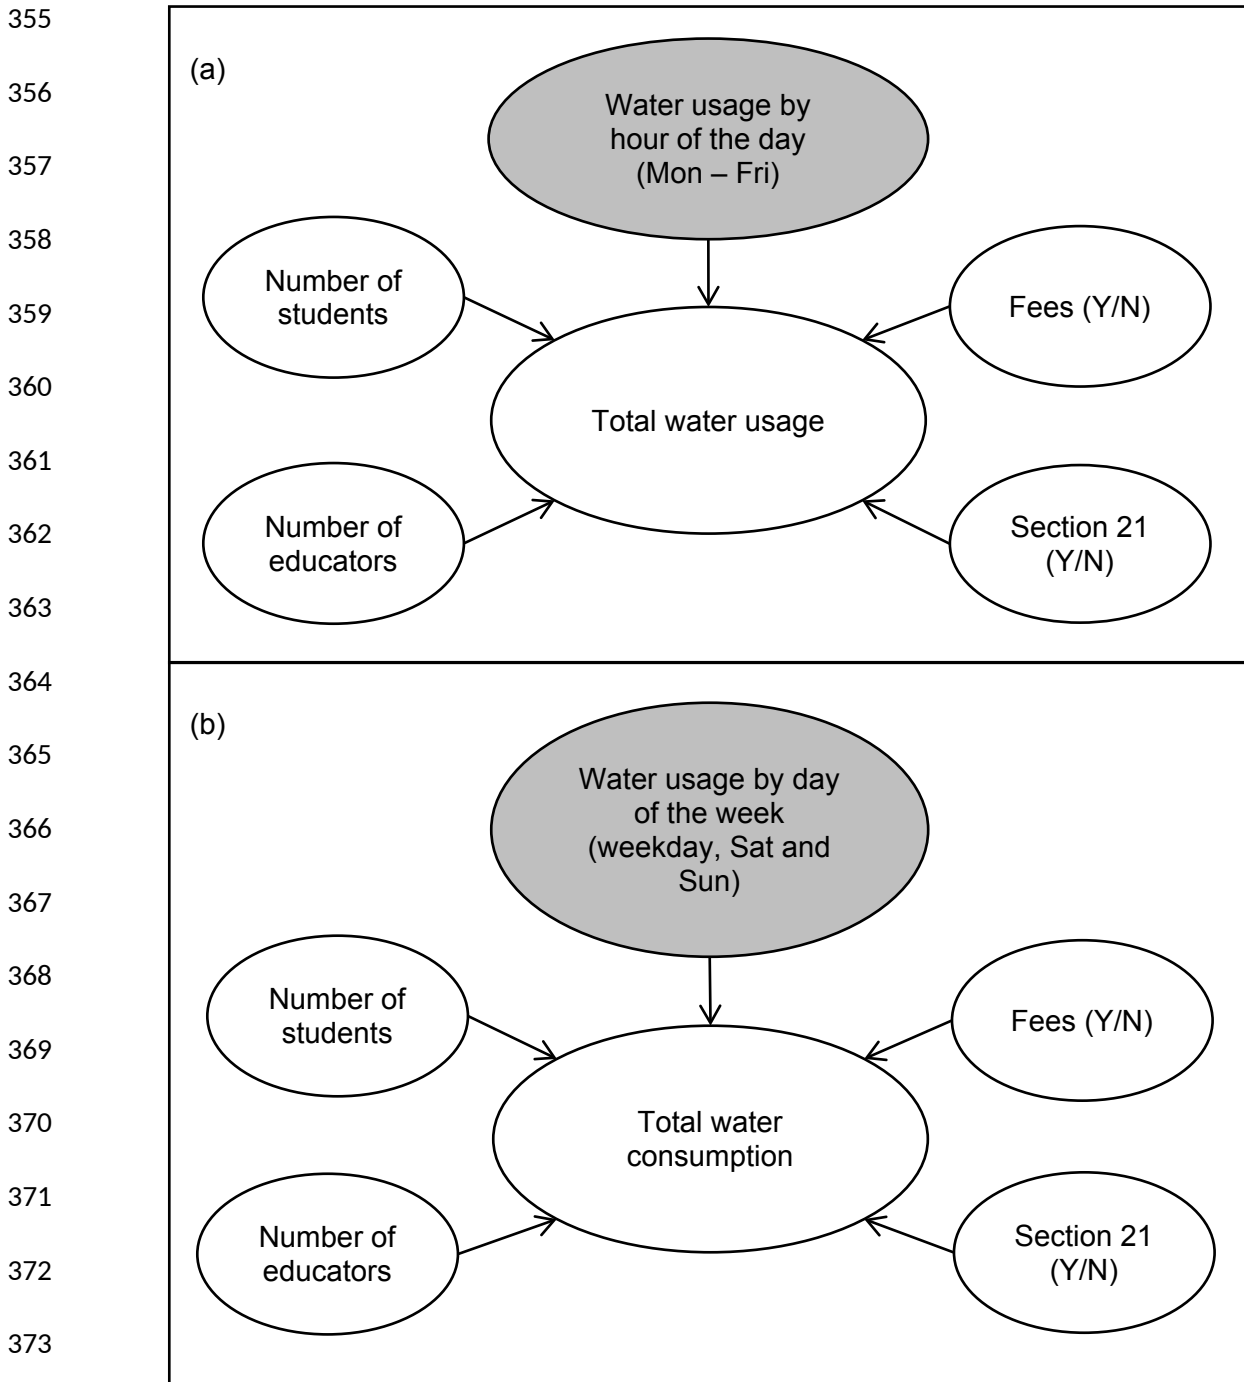 355
356
357
358
359
360
361
362
363
364
365
366
367
368
369
370
371
372
373
(a)
Water usage by
hour of the day
(Mon – Fri)
Number of
students
Fees (Y/N)
Total water usage
Number of
educators
Section 21
(Y/N)
(b)
Water usage by day
of the week
(weekday, Sat and
Sun)
Number of
students
Fees (Y/N)
Total water
consumption
Number of
educators
Section 21
(Y/N)